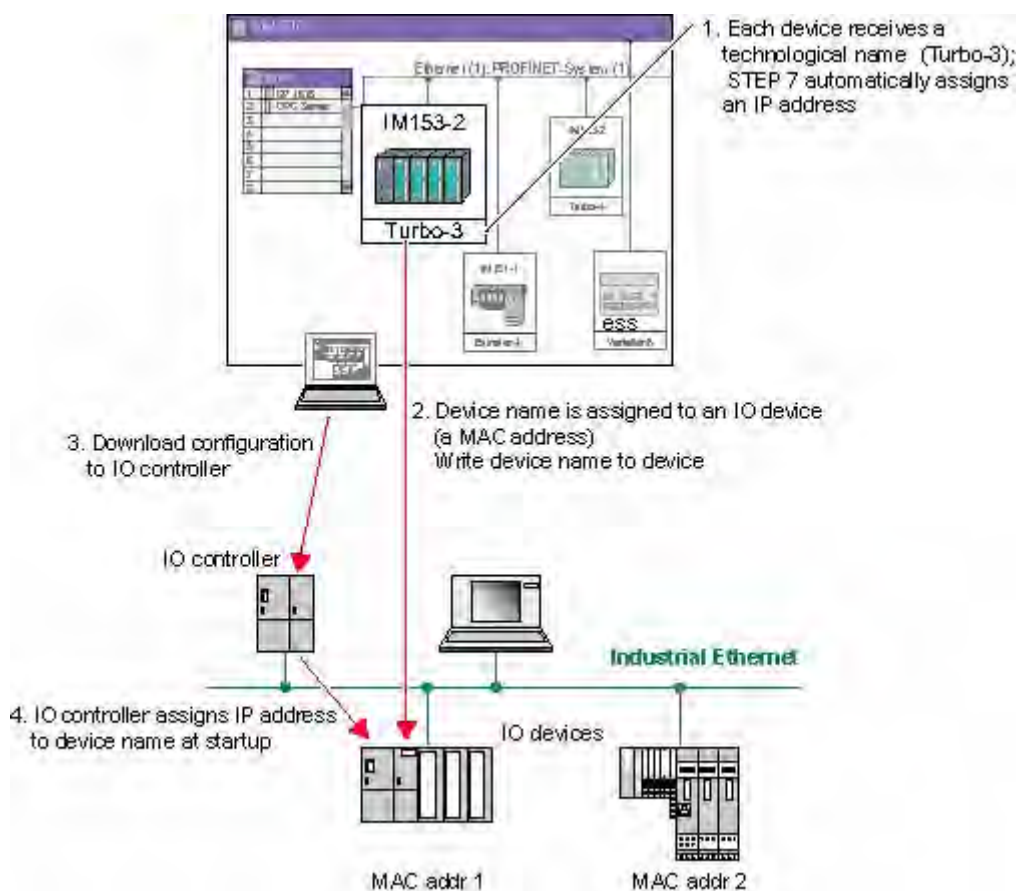 1. Each device receives a
technological name (Turbo-3);
STEP 7 automatically assigns
an IP address
Ethernet (1): PROFINET-System (1)
IM153-2
Turbo-3
ess
2. Device name is assigned to an IO device
(a MAC address)
Write device name to device
3. Download configuration
to IO controller
IO controller
Industrial Ethernet
4. IO controller assigns IP address
to device name at startup
IO devices
MAC addr 1
MAC addr 2